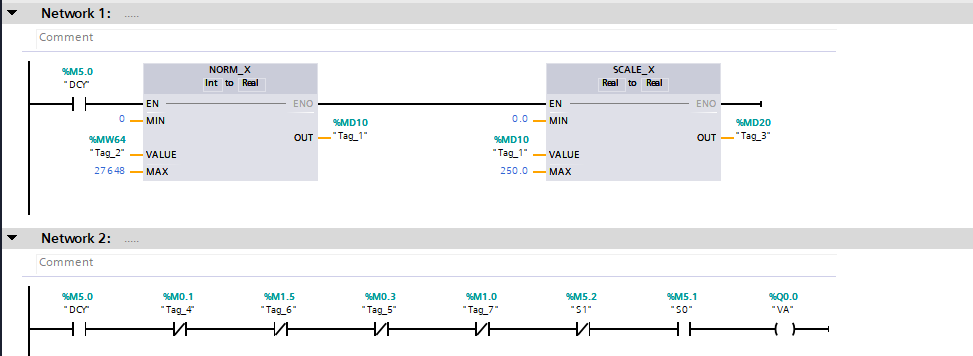 Network 1: .....
Comment
%M5.0
"DCY"
NORM_X
Int to Real
EN ENO
0 MIN
%MW64
"Tag_2" VALUE
27648 MAX
OUT
%MD10
"Tag_1"
SCALE_X
Real to Real
EN ENO
0.0 MIN
%MD10
"Tag_1" VALUE
250.0 MAX
OUT
%MD20
"Tag_3"
Network 2: .....
Comment
%M5.0 %M0.1 %M1.5 %M0.3 %M1.0 %M5.2 %M5.1 %Q0.0
"DCY" "Tag_4" "Tag_6" "Tag_5" "Tag_7" "S1" "S0" "VA"